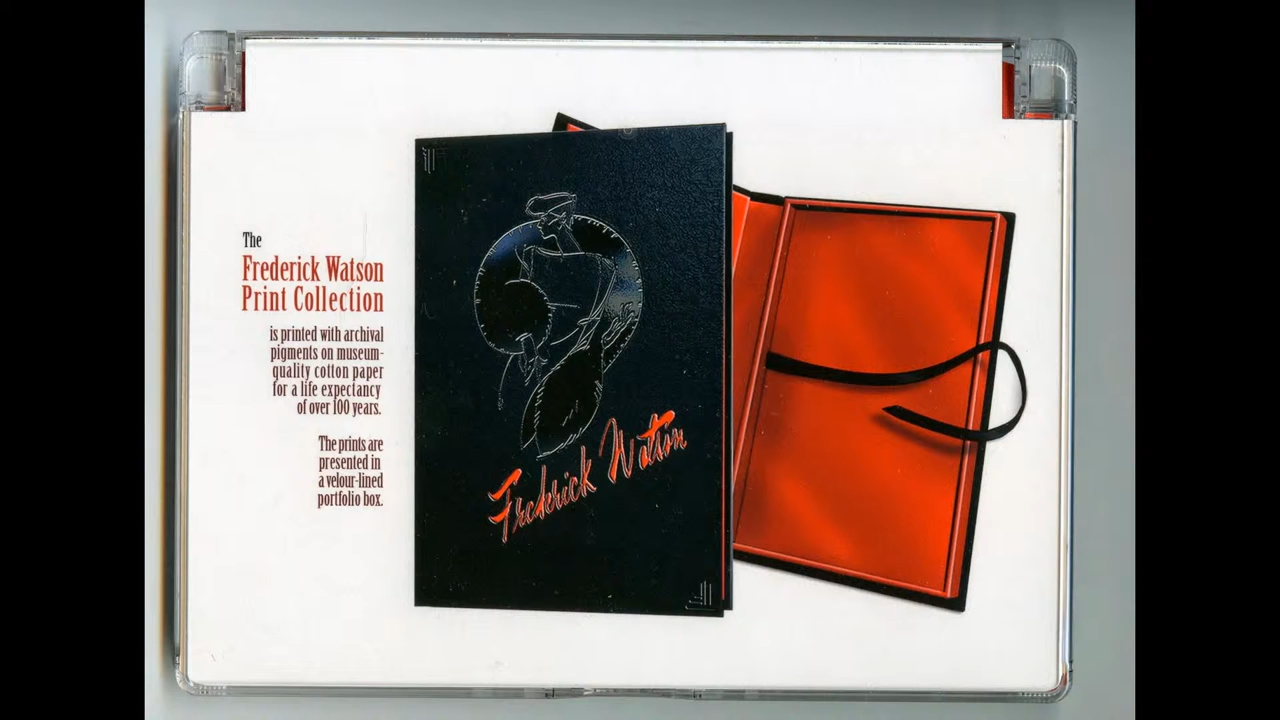 The
Frederick Watson
Print Collection
is printed with archival
pigments on museum-
quality cotton paper
for a life expectancy
of over 100 years.
The prints are
presented in
a velour-lined
portfolio box.
Frederick Watson